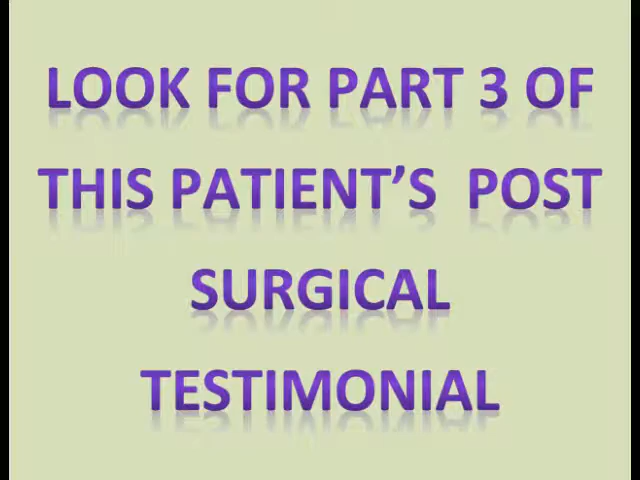 LOOK FOR PART 3 OF
THIS PATIENT’S  POST
SURGICAL
TESTIMONIAL